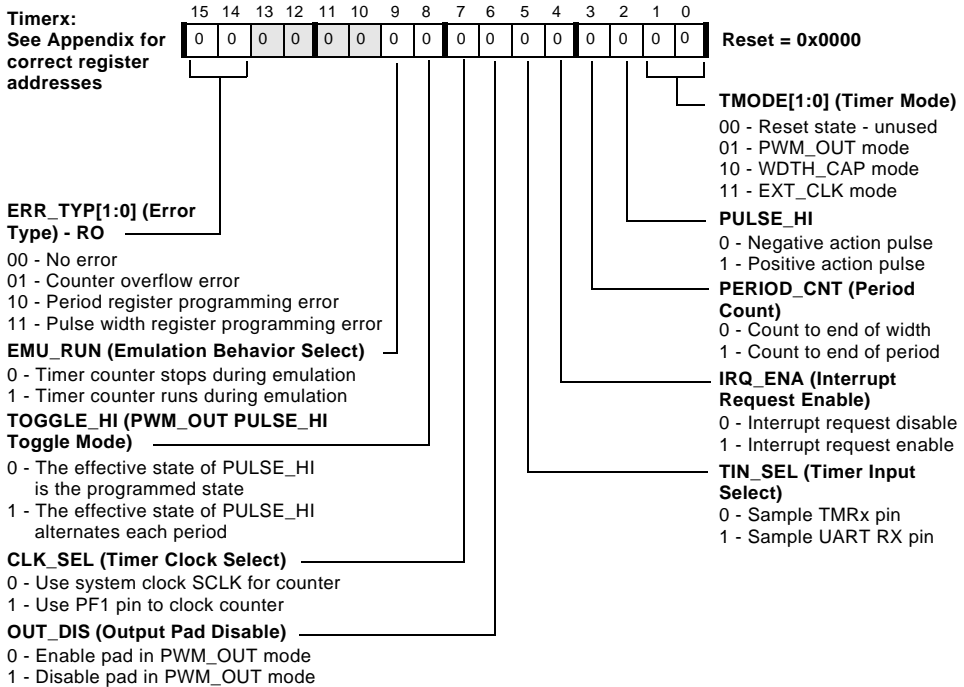 Timerx:
See Appendix for
correct register
addresses
15 14 13 12 11 10 9 8 7 6 5 4 3 2 1 0
0 0 0 0 0 0 0 0 0 0 0 0 0 0 0 0
Reset = 0x0000
ERR_TYP[1:0] (Error
Type) - RO
00 - No error
01 - Counter overflow error
10 - Period register programming error
11 - Pulse width register programming error
EMU_RUN (Emulation Behavior Select)
0 - Timer counter stops during emulation
1 - Timer counter runs during emulation
TOGGLE_HI (PWM_OUT PULSE_HI
Toggle Mode)
0 - The effective state of PULSE_HI
is the programmed state
1 - The effective state of PULSE_HI
alternates each period
CLK_SEL (Timer Clock Select)
0 - Use system clock SCLK for counter
1 - Use PF1 pin to clock counter
OUT_DIS (Output Pad Disable)
0 - Enable pad in PWM_OUT mode
1 - Disable pad in PWM_OUT mode
TMODE[1:0] (Timer Mode)
00 - Reset state - unused
01 - PWM_OUT mode
10 - WDTH_CAP mode
11 - EXT_CLK mode
PULSE_HI
0 - Negative action pulse
1 - Positive action pulse
PERIOD_CNT (Period
Count)
0 - Count to end of width
1 - Count to end of period
IRQ_ENA (Interrupt
Request Enable)
0 - Interrupt request disable
1 - Interrupt request enable
TIN_SEL (Timer Input
Select)
0 - Sample TMRx pin
1 - Sample UART RX pin